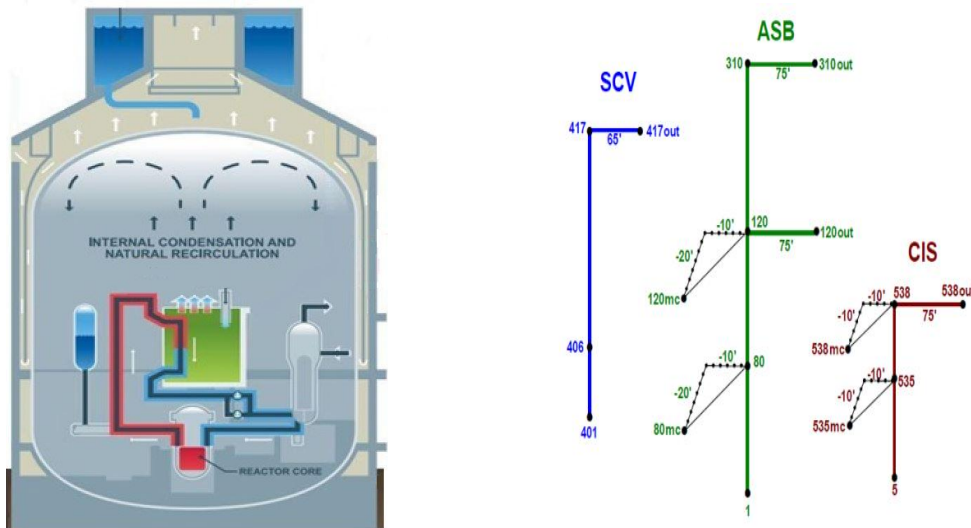 INTERNAL CONDENSATION AND
NATURAL RECIRCULATION
REACTOR CORE
SCV
417
417out
65'
406
401
ASB
310
310out
75'
-10'
120
120out
75'
-20'
120mc
-10'
80
-20'
80mc
1
CIS
-10'
538
538ou
75'
-10'
538mc
-10'
535
-10'
535mc
5